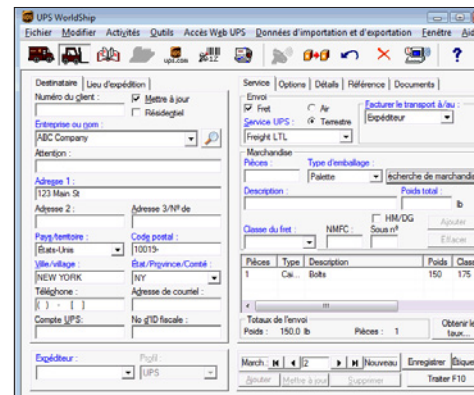 UPS WorldShip
Fichier Modifier Activités Outils Accès Web UPS Données d'importation et d'exportation Fenêtre Aide
ups.com
Destinataire Lieu d'expédition
Numéro du client :
Mettre à jour
Résidentiel
Entreprise ou nom :
ABC Company
Attention :
Adresse 1 :
123 Main St
Adresse 2 : Adresse 3/Nº de
Pays/territoire : Code postal :
États-Unis 10019-
Ville/village : État/Province/Comté :
NEW YORK NY
Téléphone : Adresse de courriel :
( ) - [ ]
Compte UPS: No d'ID fiscale :
Expéditeur : Profil :
UPS
Service Options Détails Référence Documents
Envoi
Fret Air Facturer le transport à/au :
Service UPS : Terrestre Expéditeur
Freight LTL
Marchandise
Pièces : Type d'emballage :
Palette echerche de marchandis
Description : Poids total :
lb
HM/DG
Classe du fret : NMFC : Sous nº
Ajouter
Effacer
Pièces Type Description Poids Class
1 Cai... Bolts 150 175
Totaux de l'envoi
Poids : 150.0 lb Pièces : 1
Obtenir le taux...
March. 2 Nouveau Enregistrer Étique
Ajouter Mettre à jour Supprimer Traiter F10